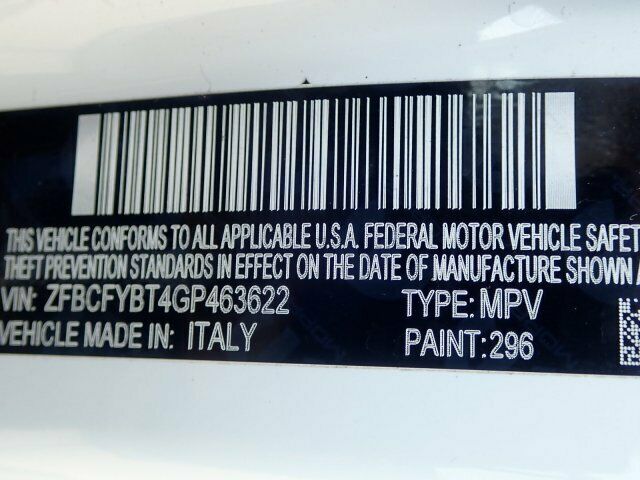 THIS VEHICLE CONFORMS TO ALL APPLICABLE U.S.A. FEDERAL MOTOR VEHICLE SAFET
THEFT PREVENTION STANDARDS IN EFFECT ON THE DATE OF MANUFACTURE SHOWN A
VIN: ZFBCFYBT4GP463622 TYPE: MPV
VEHICLE MADE IN: ITALY PAINT: 296